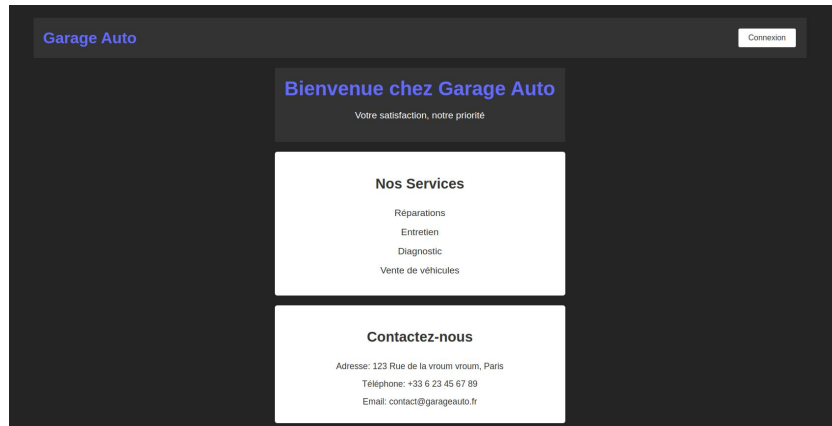 Garage Auto
Connexion
Bienvenue chez Garage Auto
Votre satisfaction, notre priorité
Nos Services
Réparations
Entretien
Diagnostic
Vente de véhicules
Contactez-nous
Adresse: 123 Rue de la vroum vroum, Paris
Téléphone: +33 6 23 45 67 89
Email: contact@garageauto.fr